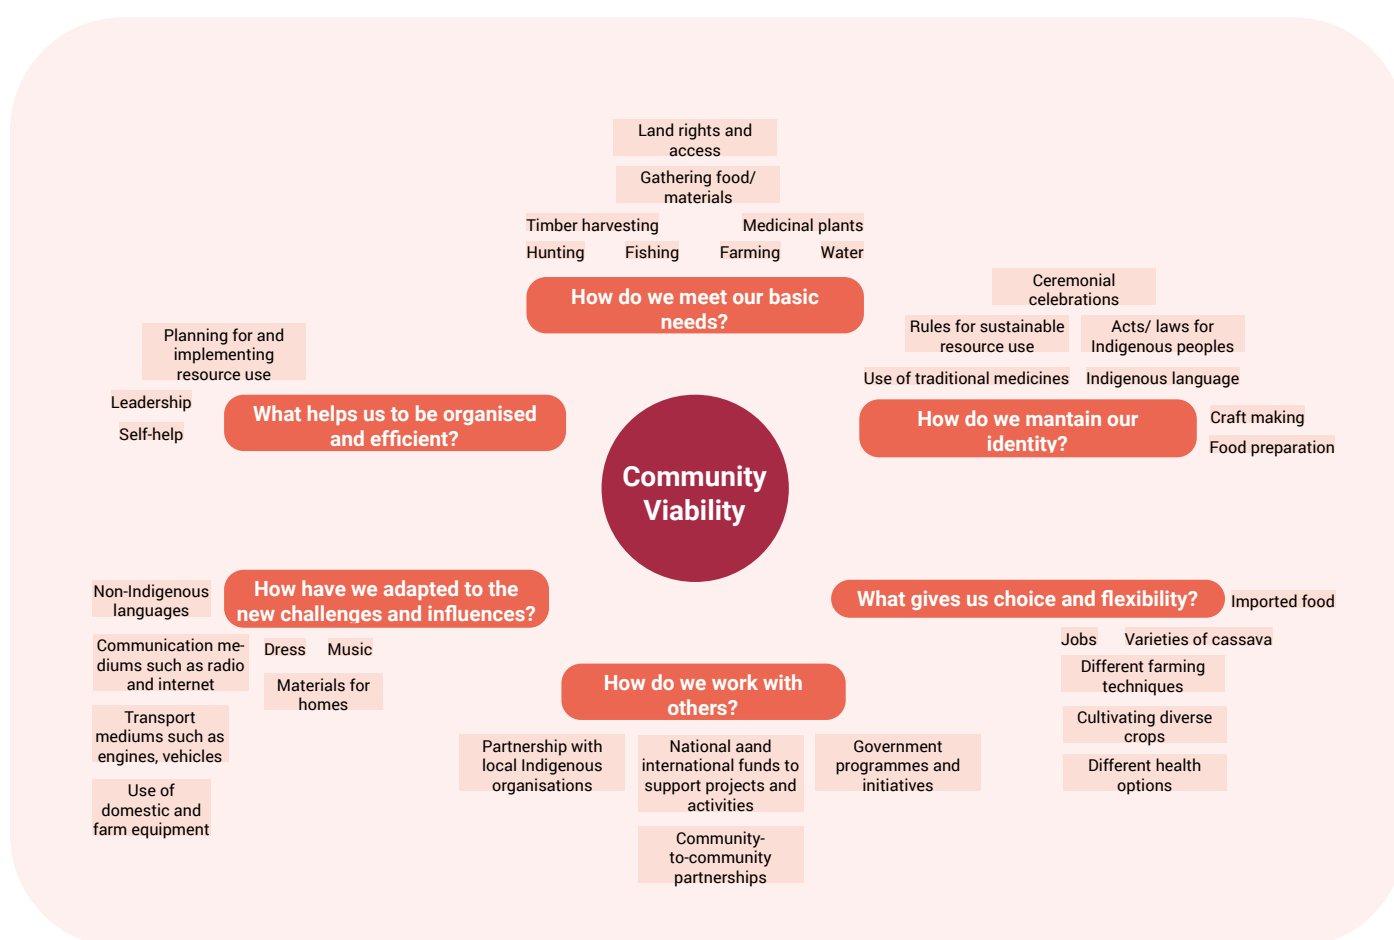 Land rights and
access
Gathering food/
materials
Timber harvesting
Medicinal plants
Hunting
Fishing
Farming
Water
How do we meet our basic
needs?
Ceremonial
celebrations
Rules for sustainable
resource use
Acts/ laws for
Indigenous peoples
Use of traditional medicines
Indigenous language
How do we mantain our
identity?
Craft making
Food preparation
Planning for and
implementing
resource use
Leadership
Self-help
What helps us to be organised
and efficient?
Community
Viability
Non-Indigenous
languages
How have we adapted to the
new challenges and influences?
Communication me-
diums such as radio
and internet
Dress
Music
Materials for
homes
Transport
mediums such as
engines, vehicles
Use of
domestic and
farm equipment
How do we work with
others?
Partnership with
local Indigenous
organisations
National aand
international funds to
support projects and
activities
Government
programmes and
initiatives
Community-
to-community
partnerships
What gives us choice and flexibility?
Imported food
Jobs
Varieties of cassava
Different farming
techniques
Cultivating diverse
crops
Different health
options